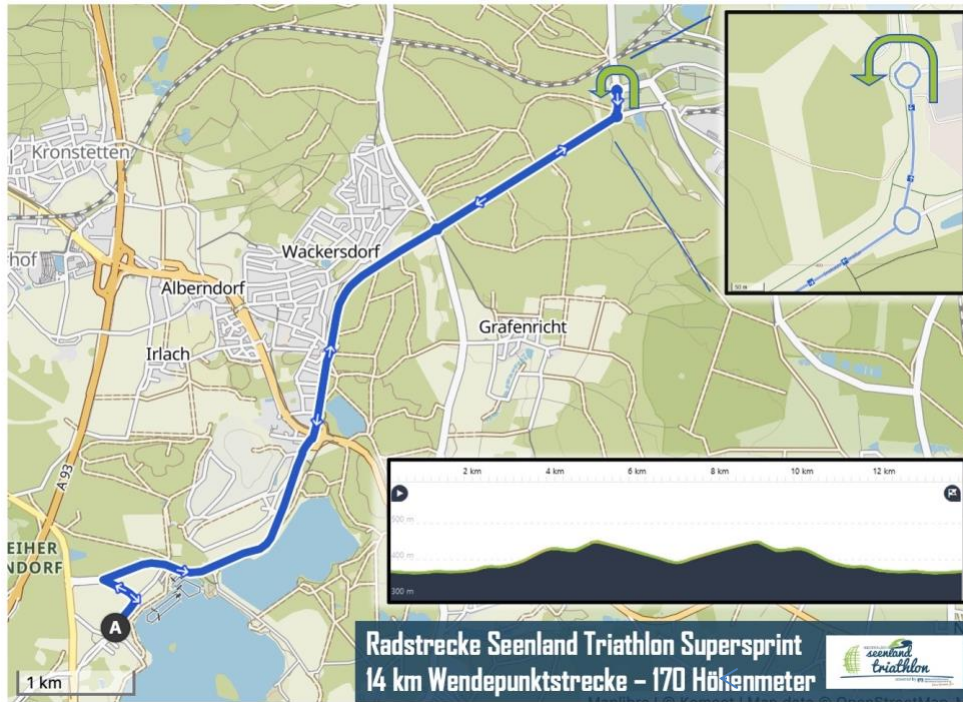 Kronstetten
hof
Wackersdorf
Alberndorf
Irlach
Grafenricht
A 93
EIHER
NDORF
A
1 km
50 m
2 km
4 km
6 km
8 km
10 km
12 km
500 m
400 m
300 m
Radstrecke Seenland Triathlon Supersprint
14 km Wendepunktstrecke – 170 Höhenmeter
seenland
triathlon